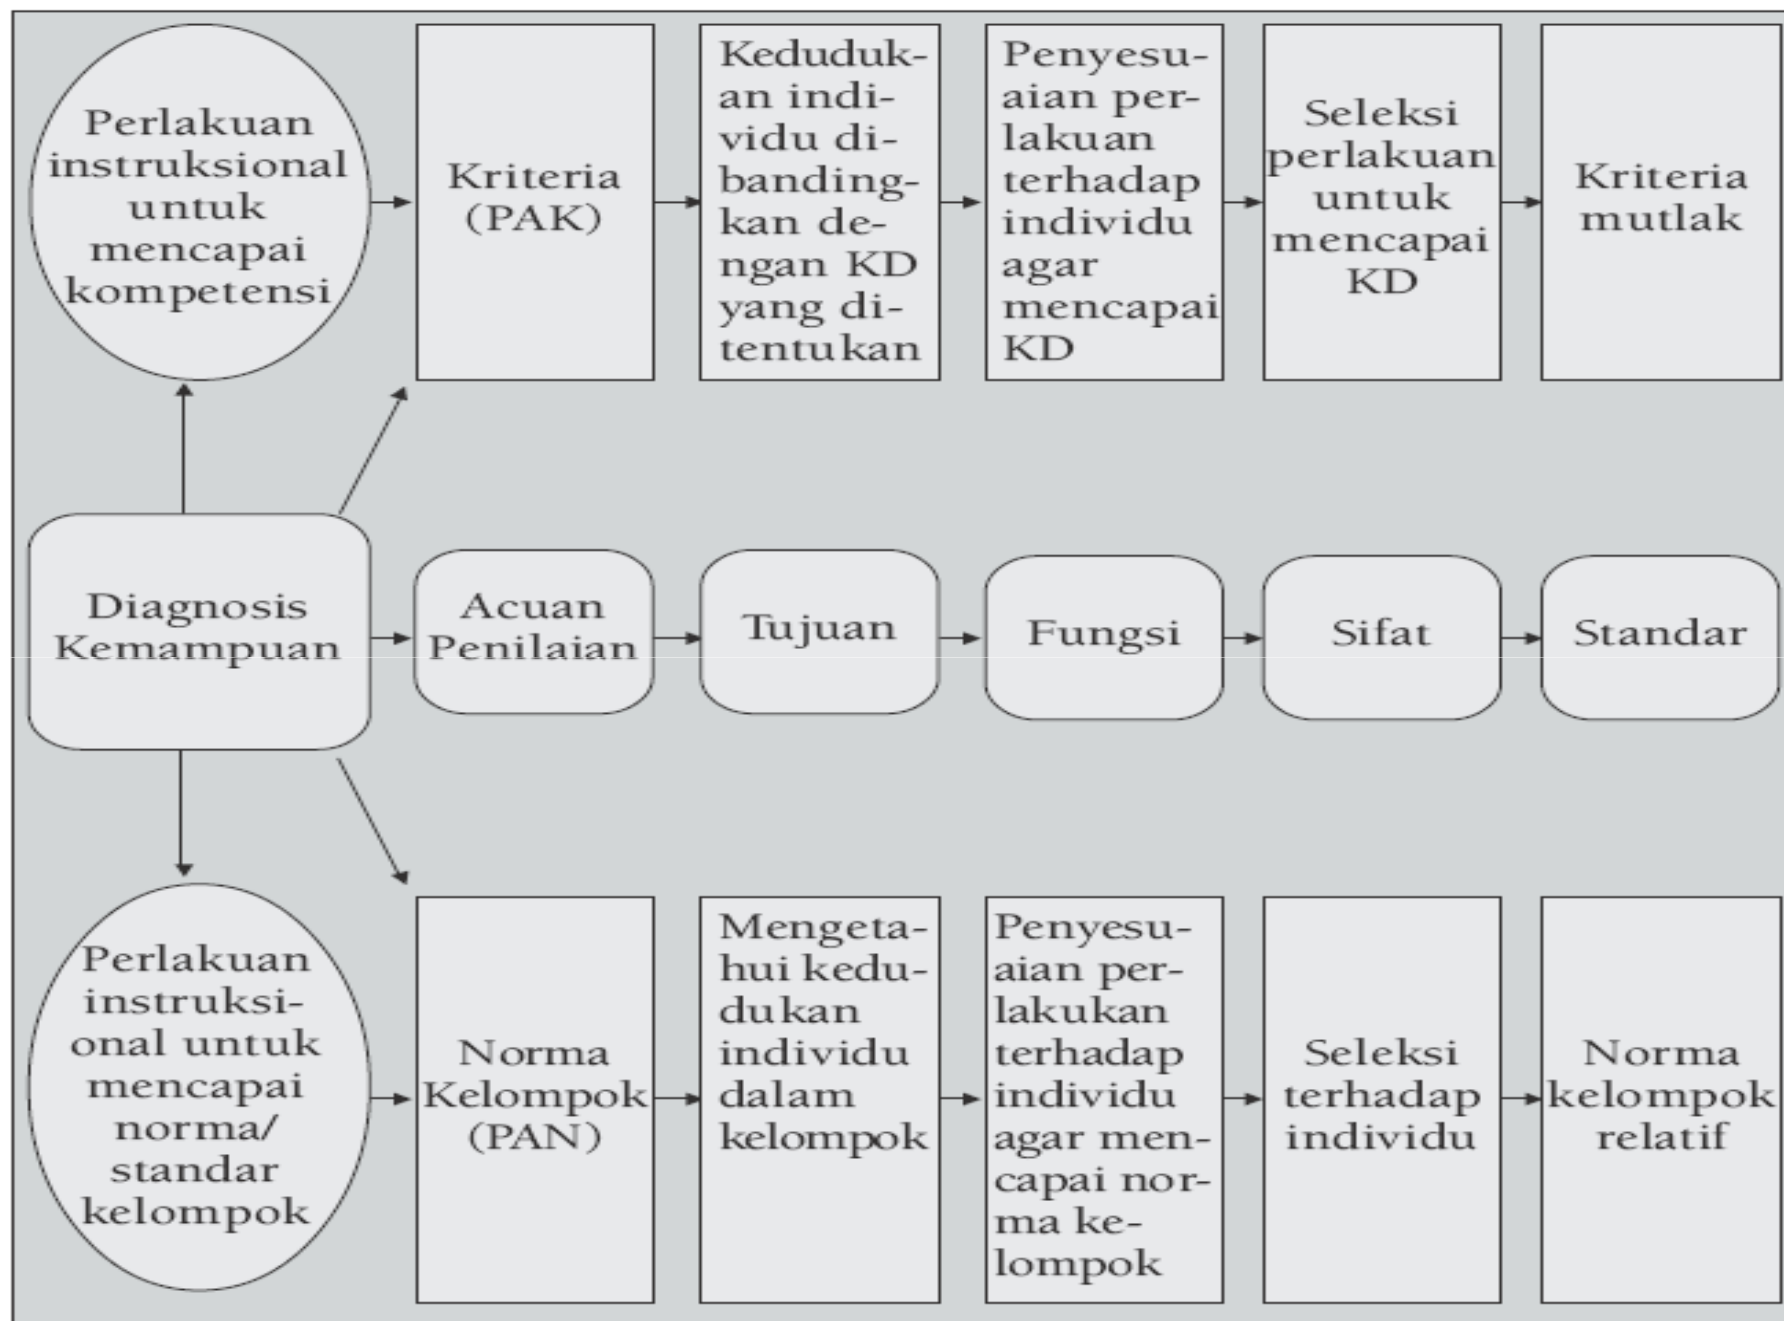 Perlakuan
instruksional
untuk
mencapai
kompetensi
Kriteria
(PAK)
Keduduk-
an indi-
vidu di-
banding-
kan de-
ngan KD
yang di-
tentukan
Penyesu-
aian per-
lakuan
terhadap
individu
agar
mencapai
KD
Seleksi
perlakuan
untuk
mencapai
KD
Kriteria
mutlak
Diagnosis
Kemampuan
Acuan
Penilaian
Tujuan
Fungsi
Sifat
Standar
Perlakuan
instruksi-
onal untuk
mencapai
norma/
standar
kelompok
Norma
Kelompok
(PAN)
Mengeta-
hui kedu-
dukan
individu
dalam
kelompok
Penyesu-
aian per-
lakukan
terhadap
individu
agar men-
capai nor-
ma ke-
lompok
Seleksi
terhadap
individu
Norma
kelompok
relatif